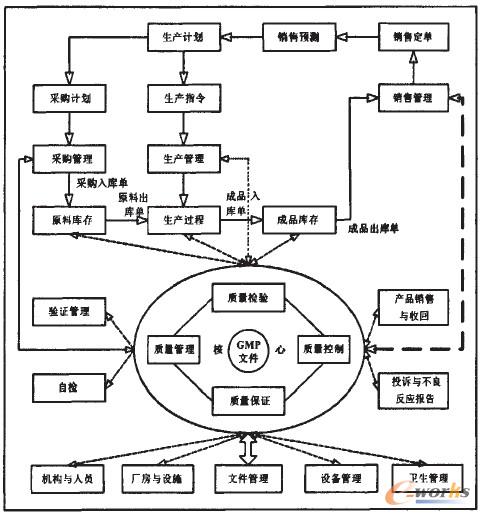 生产计划
销售预测
销售定单
采购计划
生产指令
销售管理
采购管理
生产管理
采购入库单
原料出
库单
成品入
库单
原料库存
生产过程
成品库存
成品出库单
质量检验
验证管理
产品销售
与收回
质量管理
核
GMP
文件
心
质量控制
自检
质量保证
投诉与不良
反应报告
机构与人员
厂房与设施
文件管理
设备管理
卫生管理
e-works